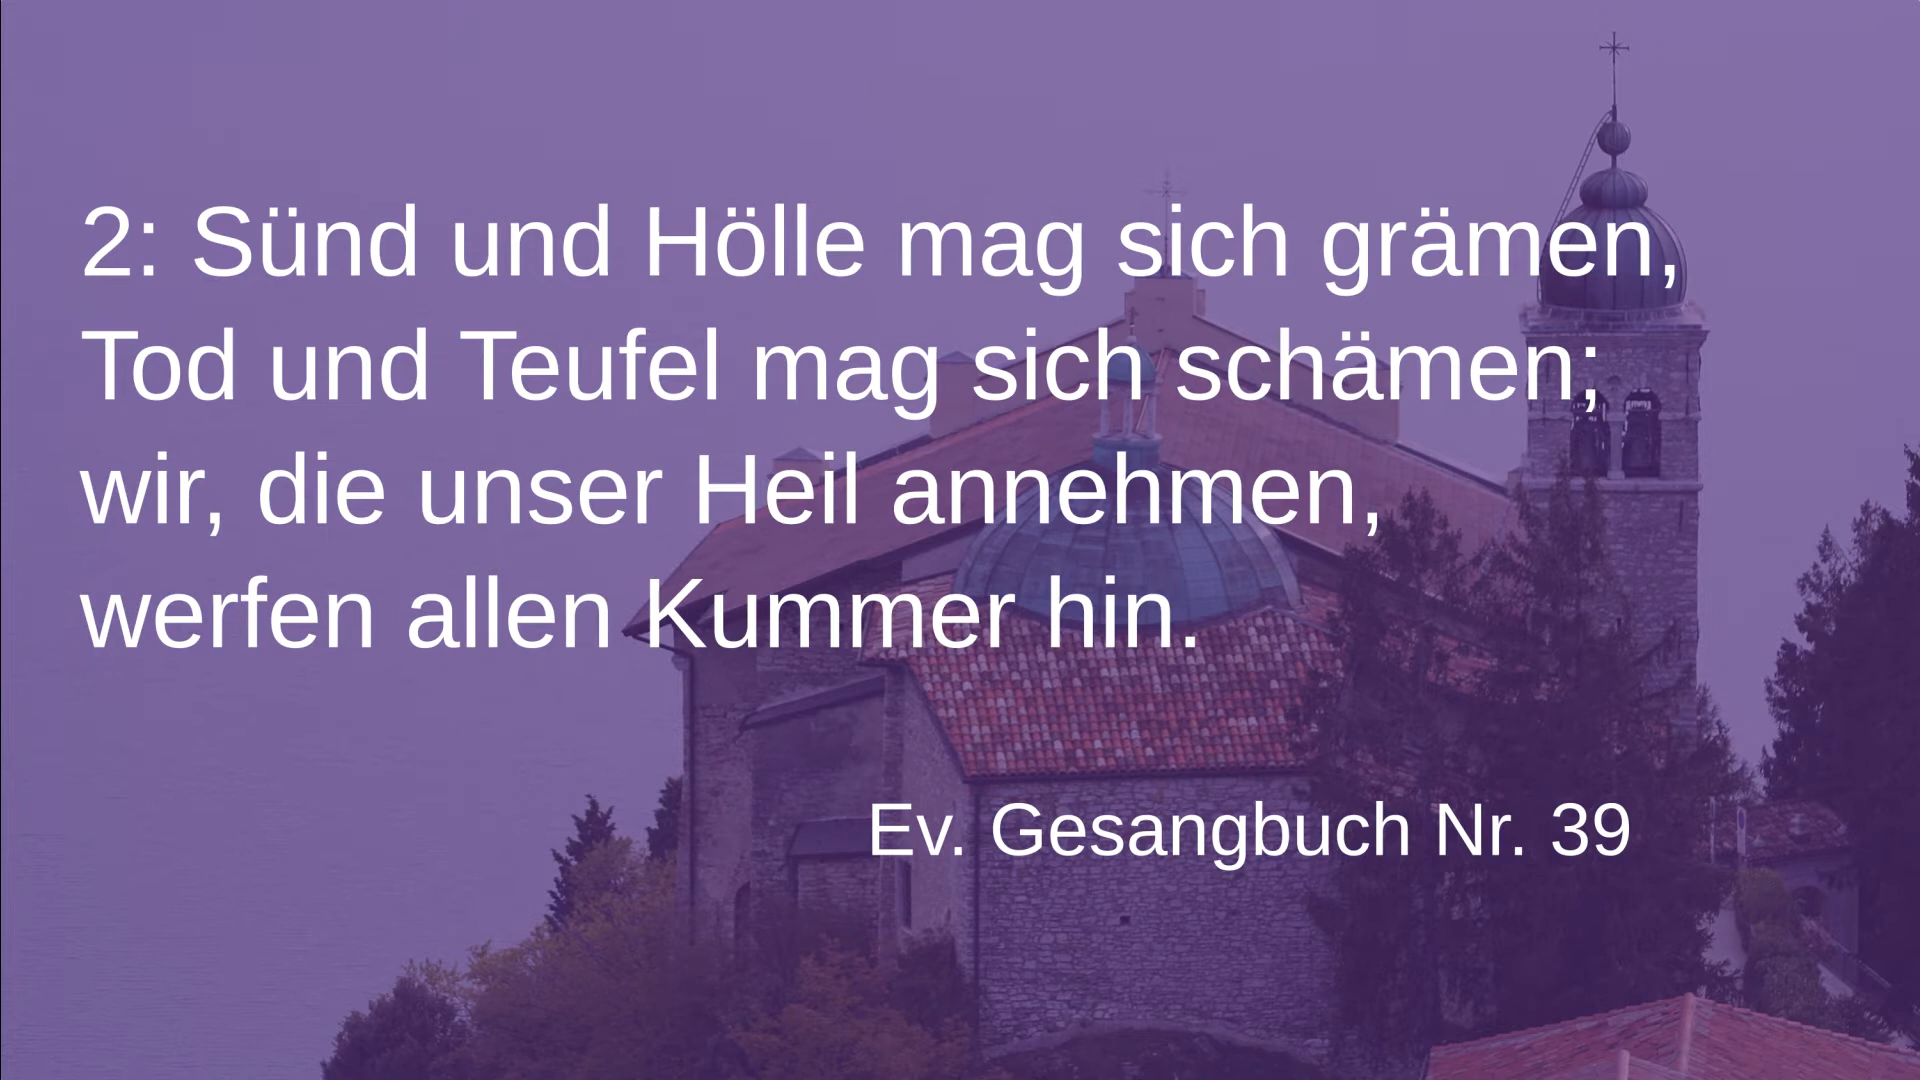 2: Sünd und Hölle mag sich grämen,
Tod und Teufel mag sich schämen;
wir, die unser Heil annehmen,
werfen allen Kummer hin.
Ev. Gesangbuch Nr. 39